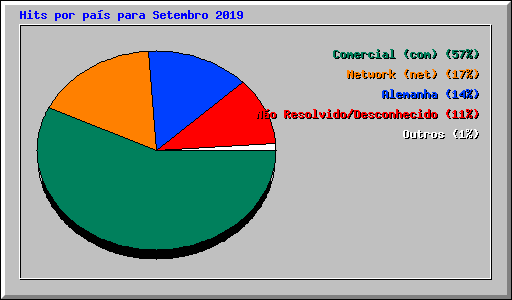 Hits por país para Setembro 2019
Comercial (com) (57%)
Network (net) (17%)
Alemanha (14%)
Não Resolvido/Desconhecido (11%)
Outros (1%)